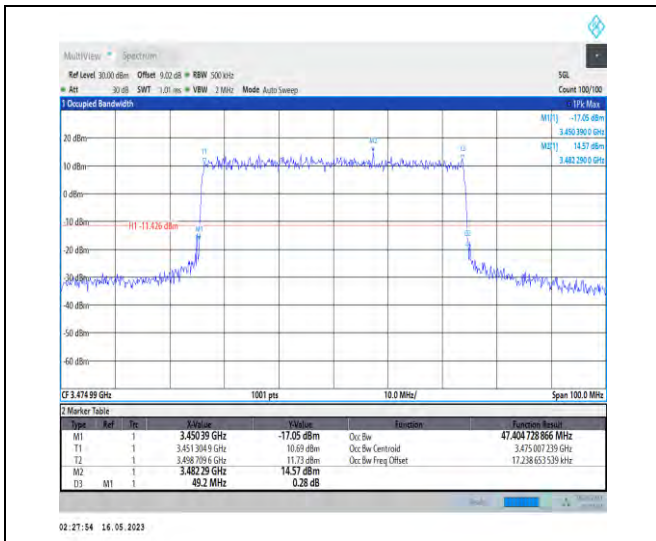 MultiView Spectrum
Ref Level 30.00 dBm Offset 9.02 dB RBW 500 kHz SGL
Att 30 dB SWT 1.01 ms VBW 2 MHz Mode Auto Sweep Count 100/100
1 Occupied Bandwidth 1Pk Max
M1[1] -17.05 dBm
3.450 390 0 GHz
M2[1] 14.57 dBm
3.482 290 0 GHz
20 dBm
T1 M2 T2
10 dBm
0 dBm
-10 dBm
H1 -11.426 dBm
M1 D3
-20 dBm
-30 dBm
-40 dBm
-50 dBm
-60 dBm
CF 3.474 99 GHz 1001 pts 10.0 MHz/ Span 100.0 MHz
2 Marker Table
Type Ref Trc X-Value Y-Value Function Function Result
M1 1 3.45039 GHz -17.05 dBm Occ Bw 47.404 728 866 MHz
T1 1 3.451 304 9 GHz 10.69 dBm Occ Bw Centroid 3.475 007 239 GHz
T2 1 3.498 709 6 GHz 11.73 dBm Occ Bw Freq Offset 17.238 653 539 kHz
M2 1 3.482 29 GHz 14.57 dBm
D3 M1 1 49.2 MHz 0.28 dB
02:27:54 16.05.2023